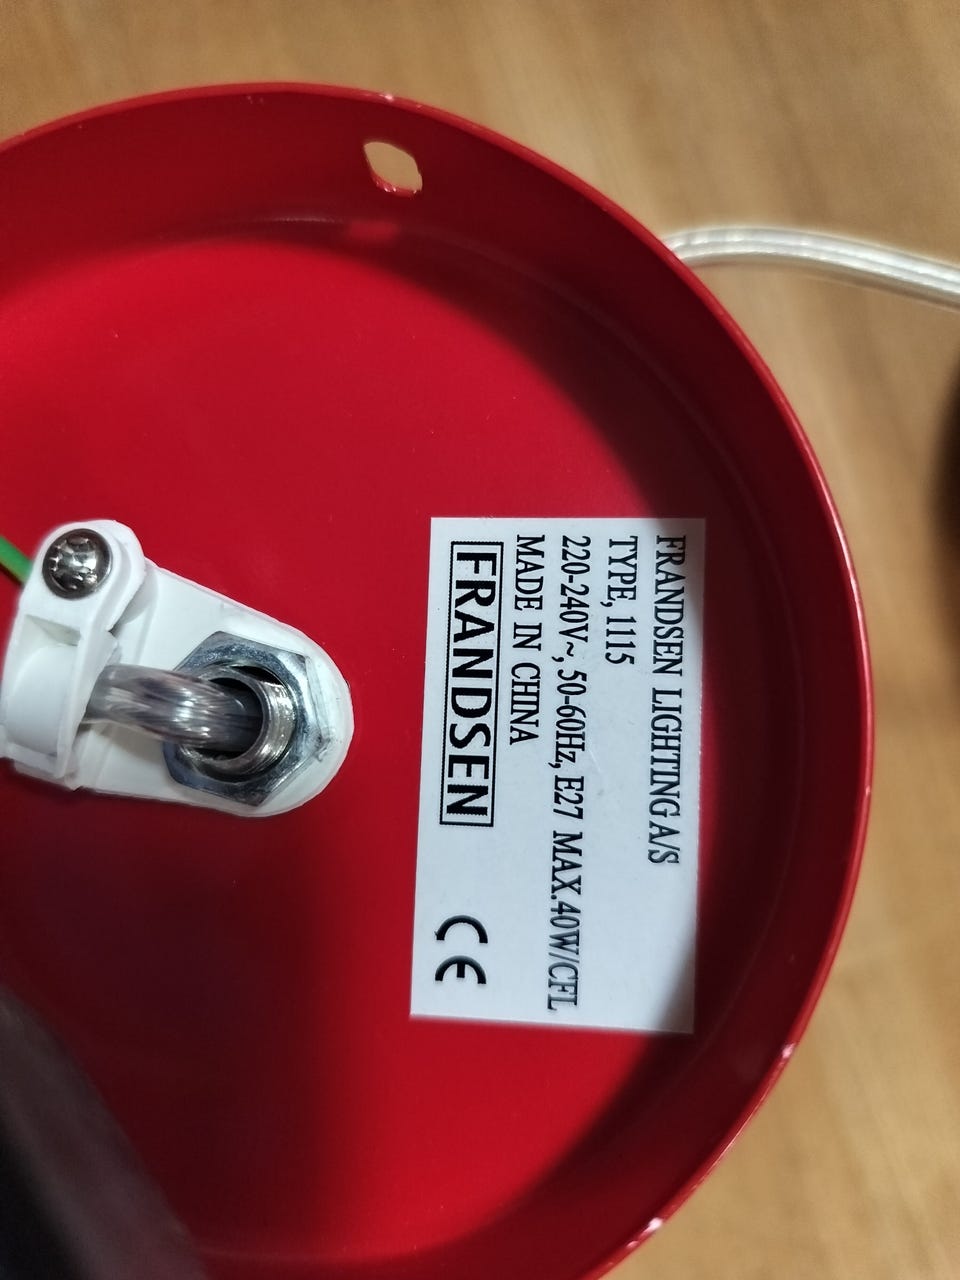 FRANDSEN LIGHTING A/S
TYPE, 1115
220-240V~, 50-60Hz, E27 MAX.40W/CFL
MADE IN CHINA
FRANDSEN
CE